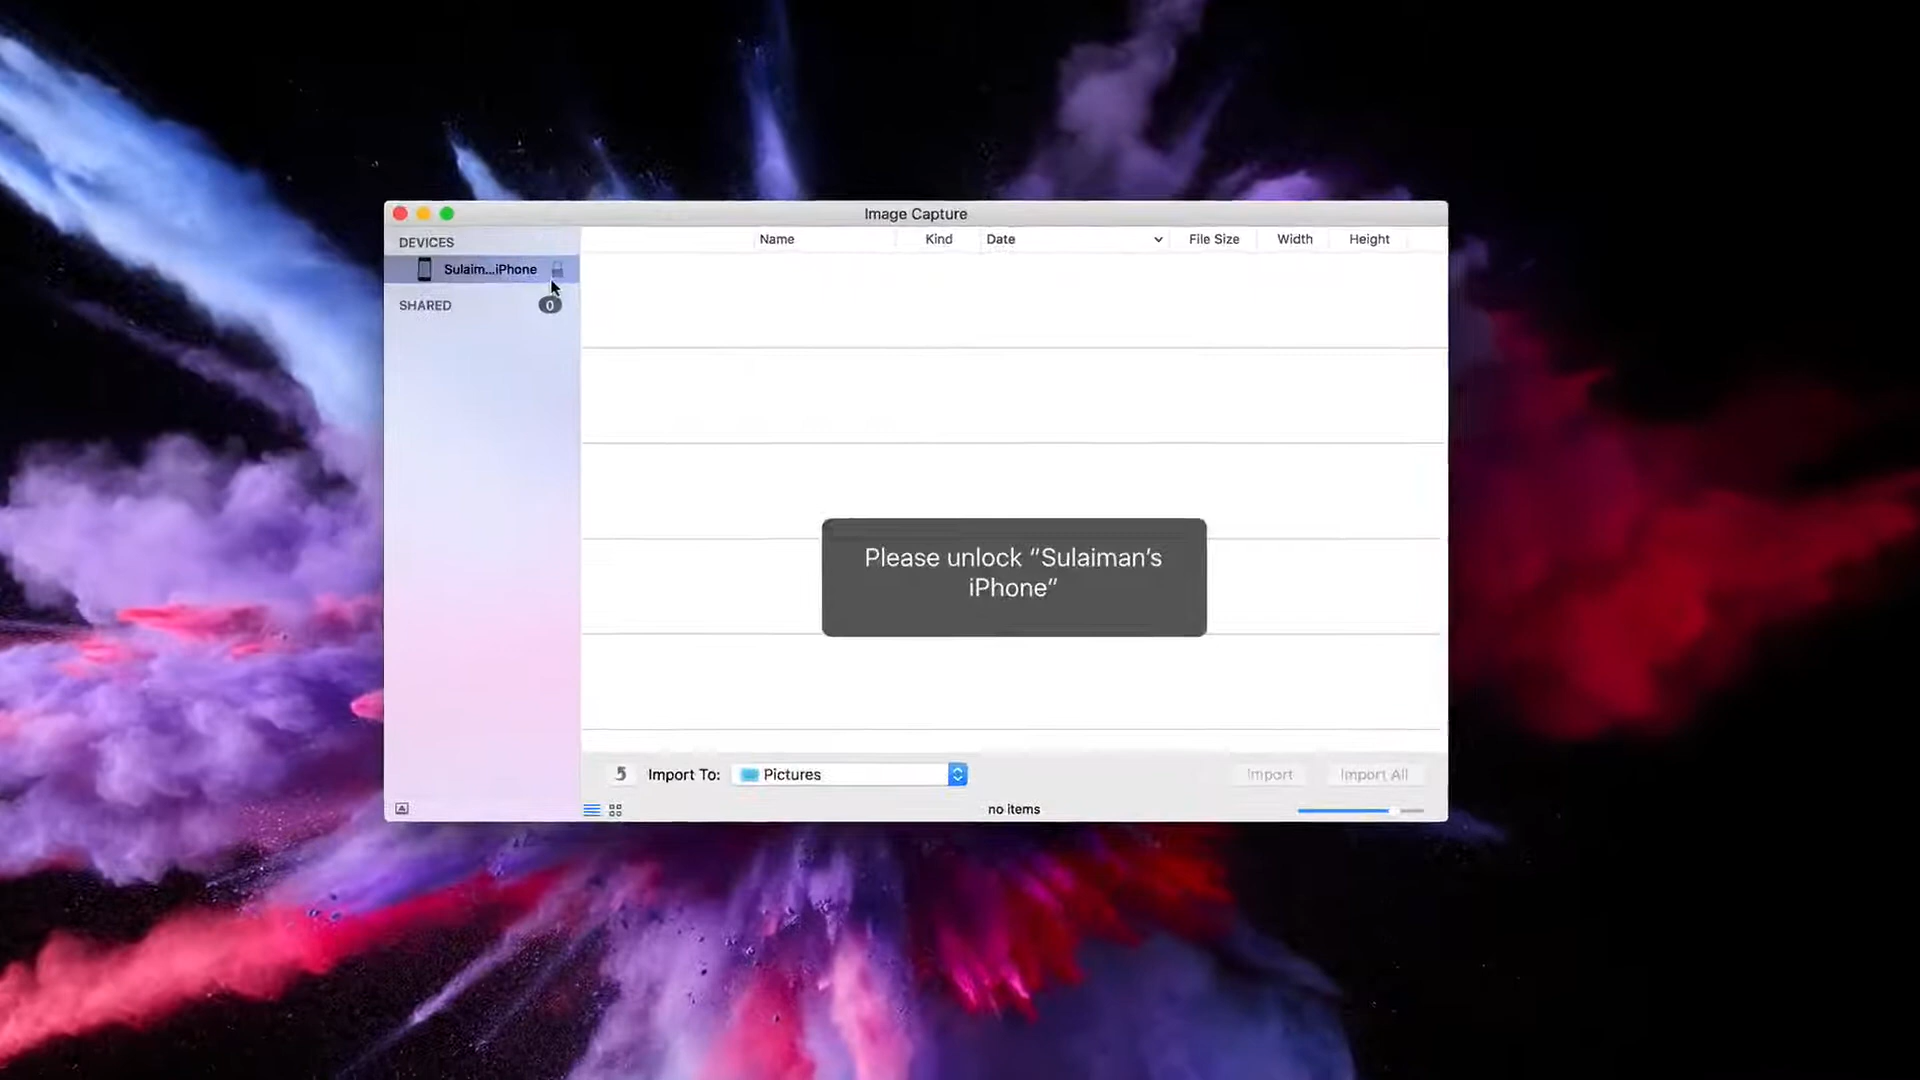 Image Capture
DEVICES
Name Kind Date File Size Width Height
Sulaim...iPhone
SHARED 0
Please unlock “Sulaiman’s
iPhone”
Import To: Pictures Import Import All
no items